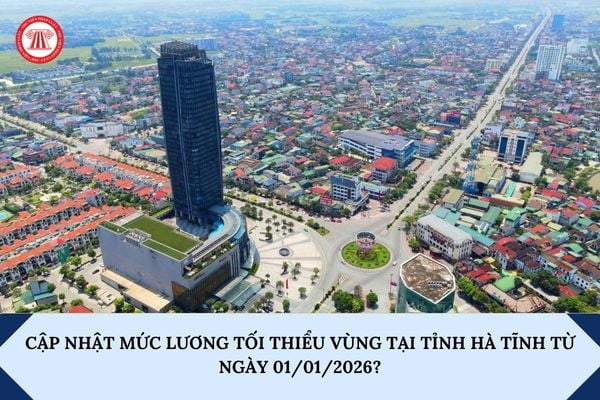 CẬP NHẬT MỨC LƯƠNG TỐI THIỂU VÙNG TẠI TỈNH HÀ TĨNH TỪ
NGÀY 01/01/2026?